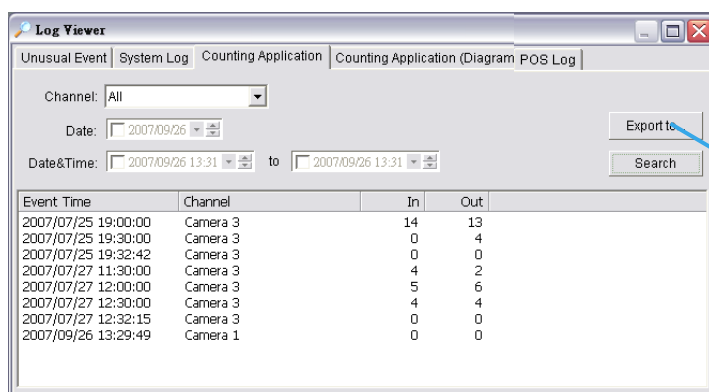 Log Viewer
Unusual Event System Log Counting Application Counting Application (Diagram POS Log
Channel: All
Date: 2007/09/26
Export to...
Date&Time: 2007/09/26 13:31 to 2007/09/26 13:31
Search
Event Time Channel In Out
2007/07/25 19:00:00 Camera 3 14 13
2007/07/25 19:30:00 Camera 3 0 4
2007/07/25 19:32:42 Camera 3 0 0
2007/07/27 11:30:00 Camera 3 4 2
2007/07/27 12:00:00 Camera 3 5 6
2007/07/27 12:30:00 Camera 3 4 4
2007/07/27 12:32:15 Camera 3 0 0
2007/09/26 13:29:49 Camera 1 0 0